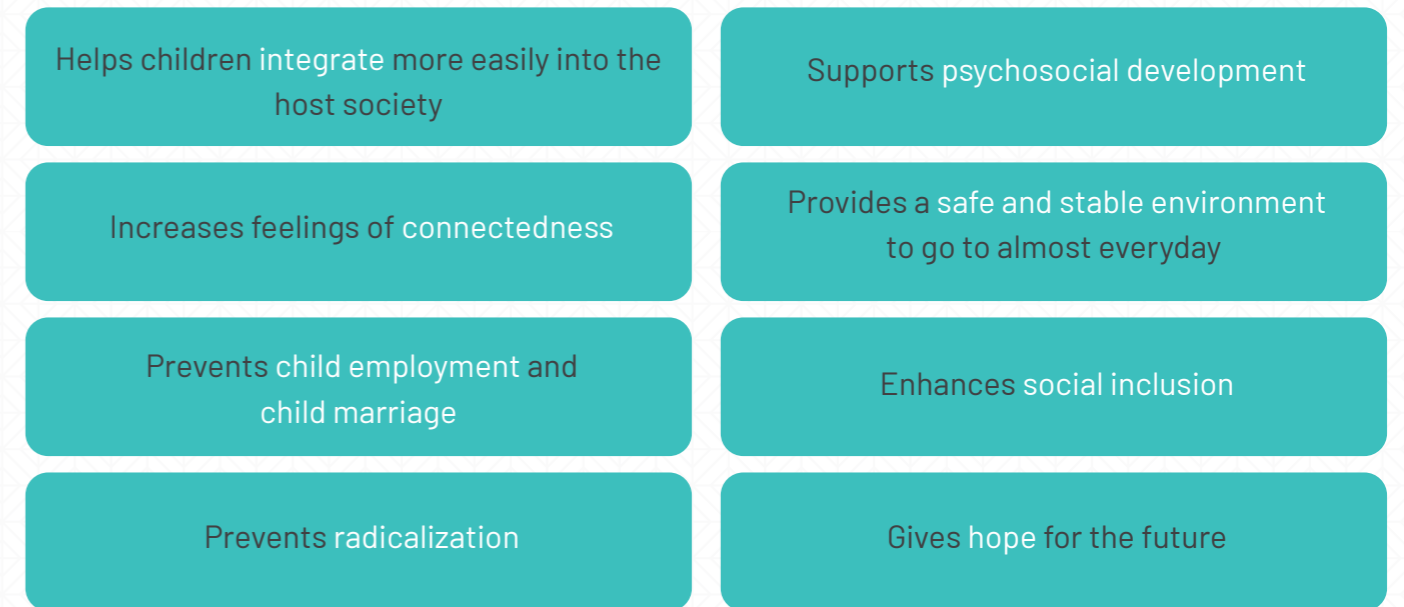 Helps children integrate more easily into the
host society
Supports psychosocial development
Increases feelings of connectedness
Provides a safe and stable environment
to go to almost everyday
Prevents child employment and
child marriage
Enhances social inclusion
Prevents radicalization
Gives hope for the future